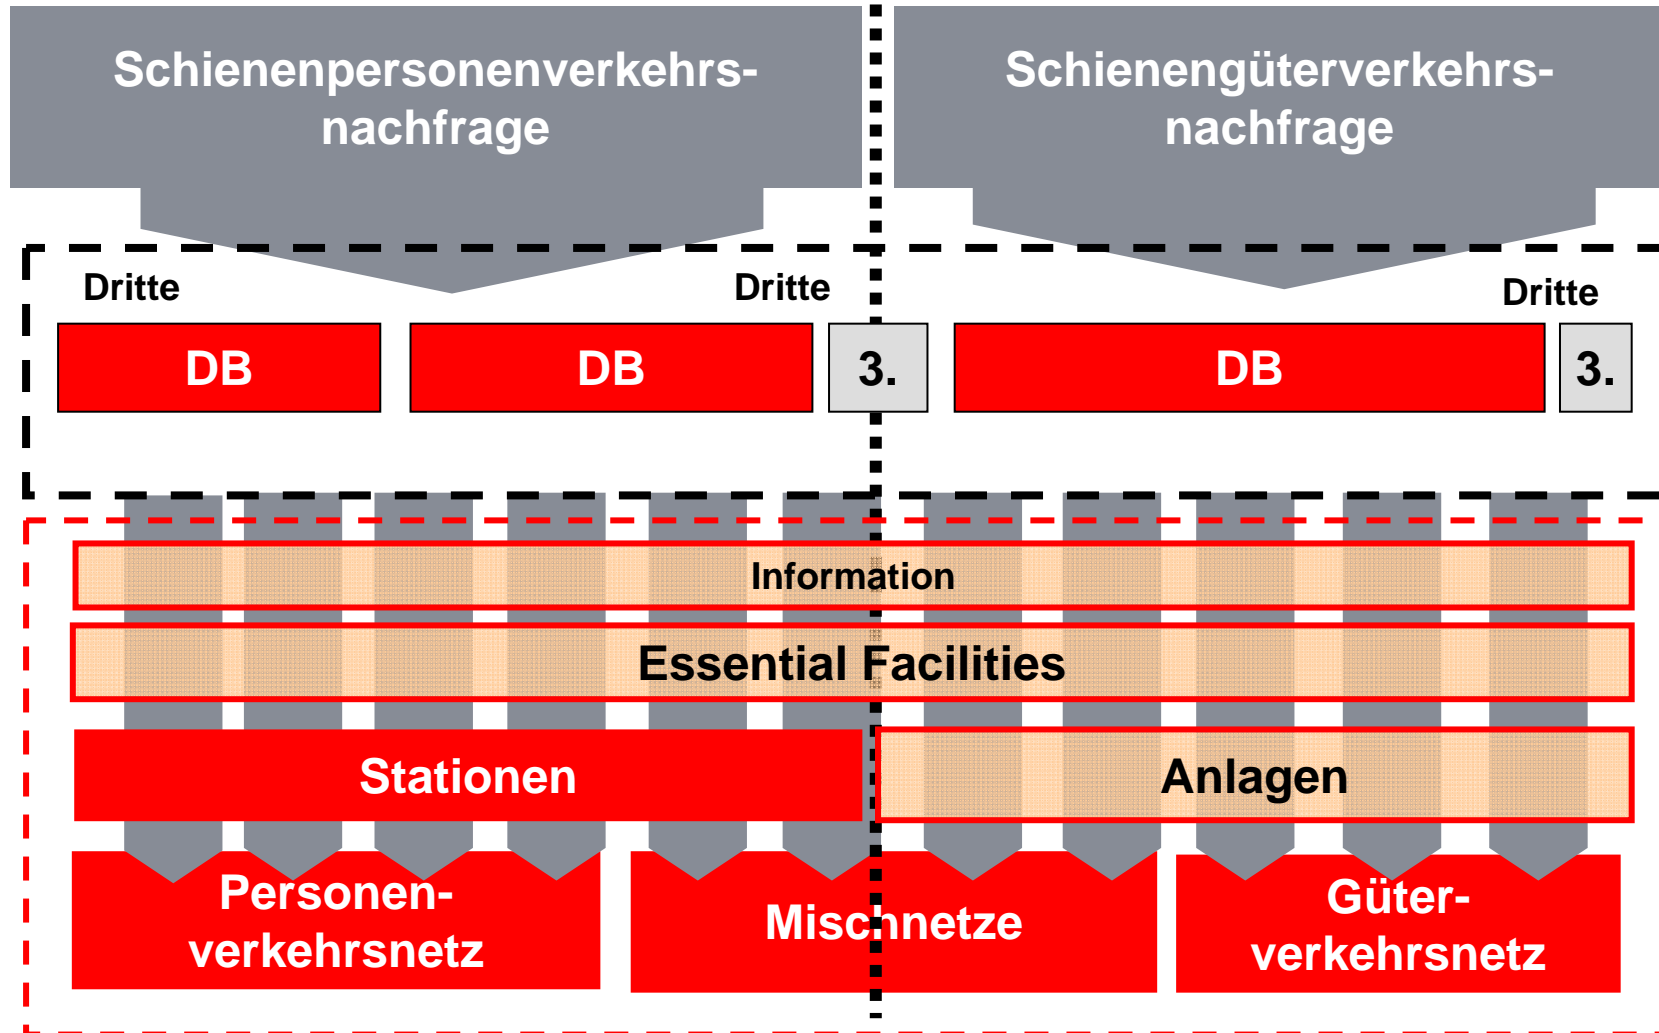 Schienenpersonenverkehrs-
nachfrage
Schienengüterverkehrs-
nachfrage
Dritte
Dritte
Dritte
DB
DB
3.
DB
3.
Information
Essential Facilities
Stationen
Anlagen
Personen-
verkehrsnetz
Mischnetze
Güter-
verkehrsnetz